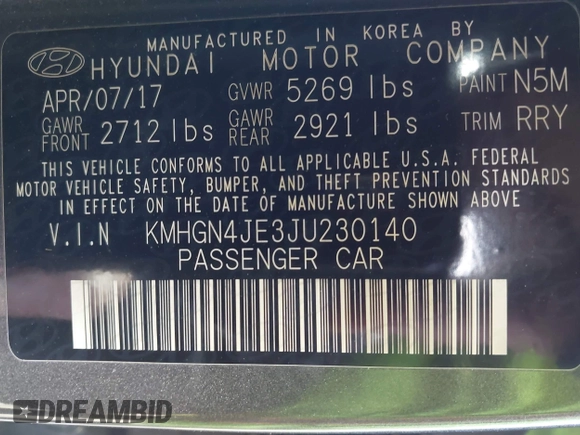 MANUFACTURED IN KOREA BY
HYUNDAI MOTOR COMPANY
APR/07/17 GVWR 5269 lbs PAINT N5M
GAWR FRONT 2712 lbs GAWR REAR 2921 lbs TRIM RRY
THIS VEHICLE CONFORMS TO ALL APPLICABLE U.S.A. FEDERAL
MOTOR VEHICLE SAFETY, BUMPER, AND THEFT PREVENTION STANDARDS
IN EFFECT ON THE DATE OF MANUFACTURE SHOWN ABOVE
V.I.N KMHGN4JE3JU230140
PASSENGER CAR
DREAMBID